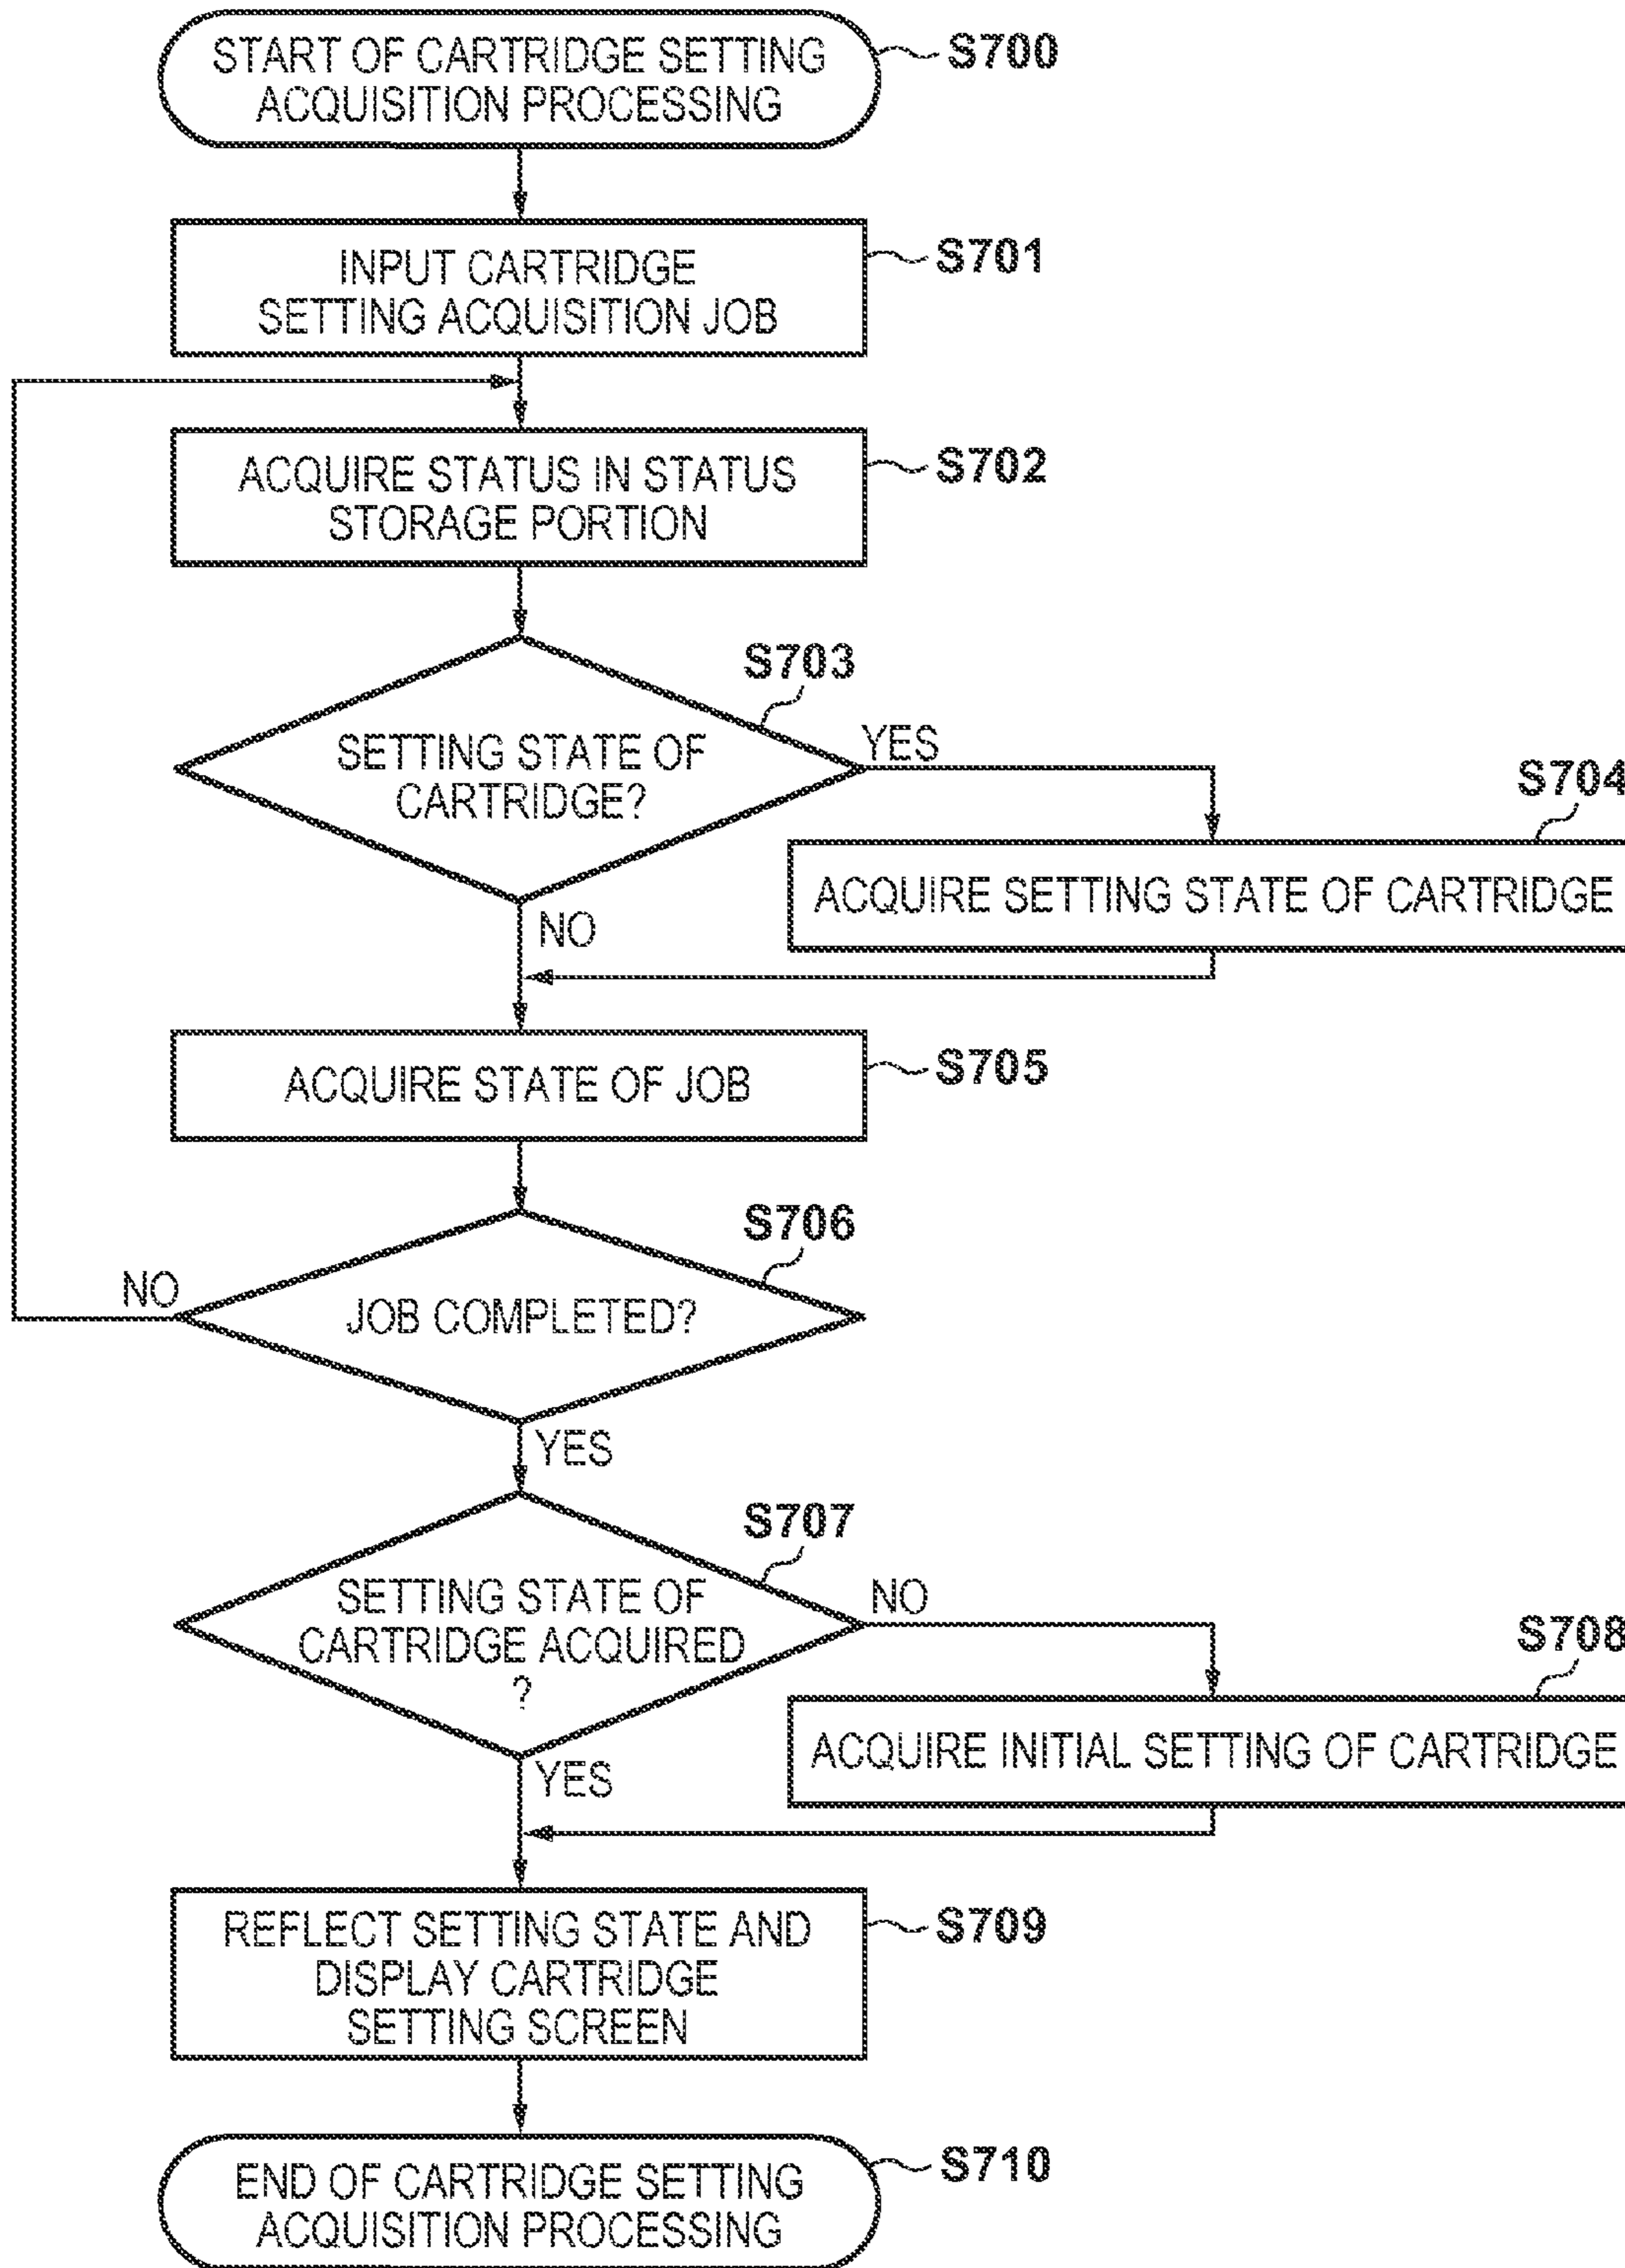 START OF CARTRIDGE SETTING
ACQUISITION PROCESSING
S700
INPUT CARTRIDGE
SETTING ACQUISITION JOB
S701
ACQUIRE STATUS IN STATUS
STORAGE PORTION
S702
SETTING STATE OF
CARTRIDGE?
S703
YES
NO
ACQUIRE SETTING STATE OF CARTRIDGE
S704
ACQUIRE STATE OF JOB
S705
JOB COMPLETED?
S706
NO
YES
SETTING STATE OF
CARTRIDGE ACQUIRED
?
S707
NO
YES
ACQUIRE INITIAL SETTING OF CARTRIDGE
S708
REFLECT SETTING STATE AND
DISPLAY CARTRIDGE
SETTING SCREEN
S709
END OF CARTRIDGE SETTING
ACQUISITION PROCESSING
S710